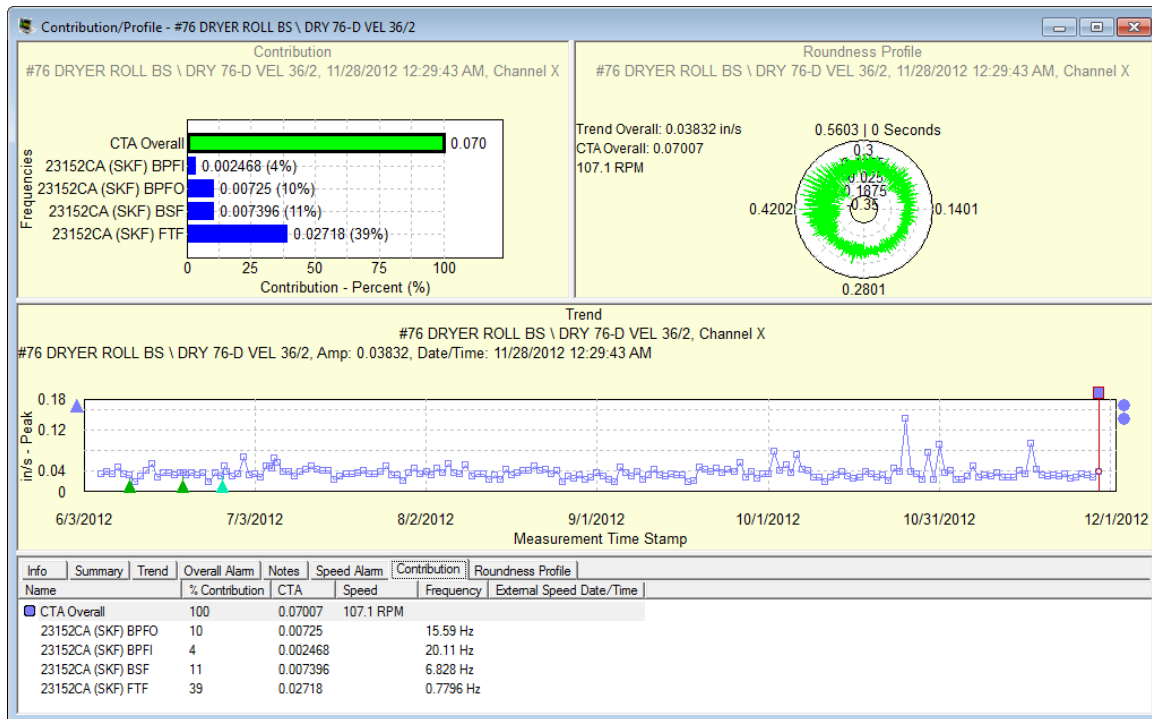 Contribution/Profile - #76 DRYER ROLL BS \ DRY 76-D VEL 36/2
Contribution
#76 DRYER ROLL BS \ DRY 76-D VEL 36/2, 11/28/2012 12:29:43 AM, Channel X
Frequencies
CTA Overall 0.070
23152CA (SKF) BPFI 0.002468 (4%)
23152CA (SKF) BPFO 0.00725 (10%)
23152CA (SKF) BSF 0.007396 (11%)
23152CA (SKF) FTF 0.02718 (39%)
0 25 50 75 100
Contribution - Percent (%)
Roundness Profile
#76 DRYER ROLL BS \ DRY 76-D VEL 36/2, 11/28/2012 12:29:43 AM, Channel X
Trend Overall: 0.03832 in/s
CTA Overall: 0.07007
107.1 RPM
0.5603 | 0 Seconds
0.3
0.025
0.1875
-0.35
0.4202
0.1401
0.2801
Trend
#76 DRYER ROLL BS \ DRY 76-D VEL 36/2, Channel X
#76 DRYER ROLL BS \ DRY 76-D VEL 36/2, Amp: 0.03832, Date/Time: 11/28/2012 12:29:43 AM
in/s - Peak
0.18
0.12
0.04
0
6/3/2012 7/3/2012 8/2/2012 9/1/2012 10/1/2012 10/31/2012 12/1/2012
Measurement Time Stamp
Info Summary Trend Overall Alarm Notes Speed Alarm Contribution Roundness Profile
Name % Contribution CTA Speed Frequency External Speed Date/Time
CTA Overall 100 0.07007 107.1 RPM
23152CA (SKF) BPFO 10 0.00725 15.59 Hz
23152CA (SKF) BPFI 4 0.002468 20.11 Hz
23152CA (SKF) BSF 11 0.007396 6.828 Hz
23152CA (SKF) FTF 39 0.02718 0.7796 Hz